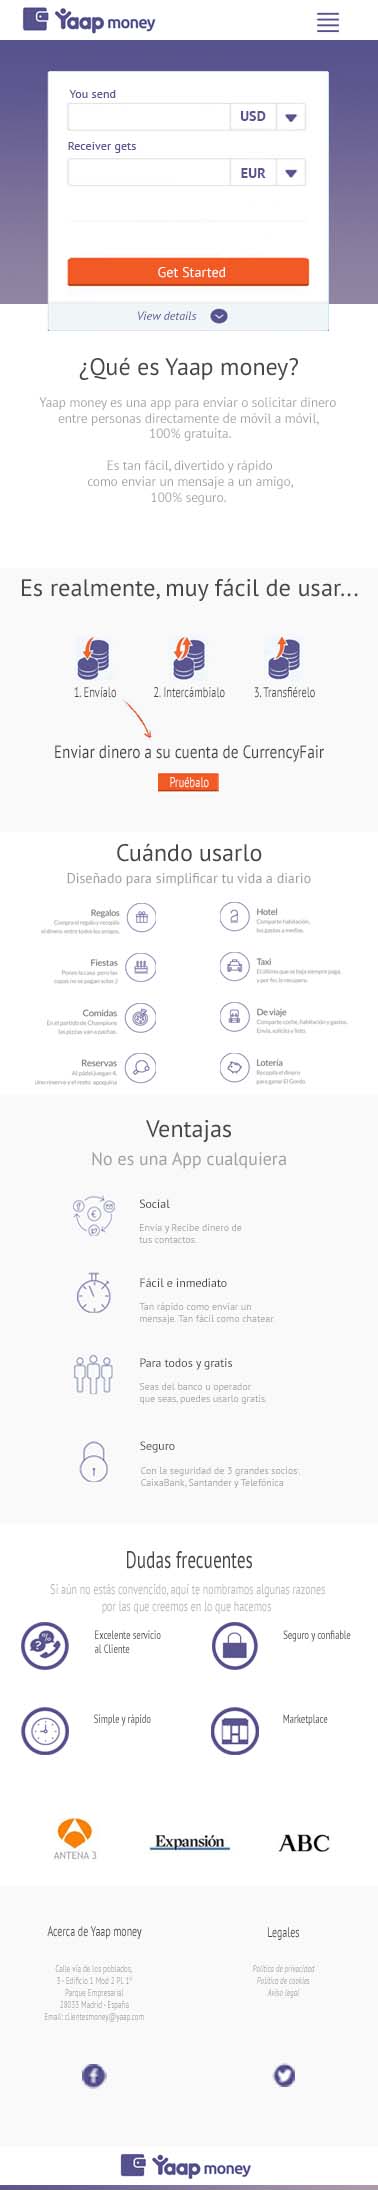 Yaap money
You send
USD
Receiver gets
EUR
Get Started
View details
¿Qué es Yaap money?
Yaap money es una app para enviar o solicitar dinero
entre personas directamente de móvil a móvil,
100% gratuita.
Es tan fácil, divertido y rápido
como enviar un mensaje a un amigo,
100% seguro.
Es realmente, muy fácil de usar...
1. Envíalo
2. Intercámbialo
3. Transfiérelo
Enviar dinero a su cuenta de CurrencyFair
Pruébalo
Cuándo usarlo
Diseñado para simplificar tu vida a diario
Regalos
Compra el regalo y recopila
el dinero entre todos los amigos.
Hotel
Comparte habitación,
los gastos a medias.
Fiestas
Pones la casa pero las
copas no se pagan solas ;)
Taxi
El último que se baja siempre paga,
y por fin, lo recupera.
Comidas
En el partido de Champions
las pizzas van a pachas.
De viaje
Comparte coche, habitación y gastos.
Envía, solicita y listo.
Reservas
Al pádel juegan 4.
Uno reserva y el resto apoquina
Lotería
Recopila el dinero
para ganar El Gordo.
Ventajas
No es una App cualquiera
Social
Envia y Recibe dinero de
tus contactos.
Fácil e inmediato
Tan rápido como enviar un
mensaje. Tan fácil como chatear.
Para todos y gratis
Seas del banco u operador
que seas, puedes usarlo gratis.
Seguro
Con la seguridad de 3 grandes socios:
CaixaBank, Santander y Telefónica
Dudas frecuentes
Si aún no estás convencido, aquí te nombramos algunas razones
por las que creemos en lo que hacemos
Excelente servicio
al Cliente
Seguro y confiable
Simple y rápido
Marketplace
ANTENA 3
Expansión
ABC
Acerca de Yaap money
Calle vía de los poblados,
3 - Edificio 1 Mod 2 Pl. 1ª
Parque Empresarial
28033 Madrid - España
Email: clientesmoney@yaap.com
Legales
Política de privacidad
Política de cookies
Aviso legal
Yaap money